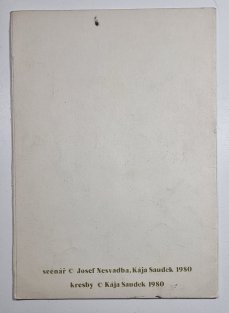 scénář © Josef Nesvadba, Kája Saudek 1980
kresby © Kája Saudek 1980